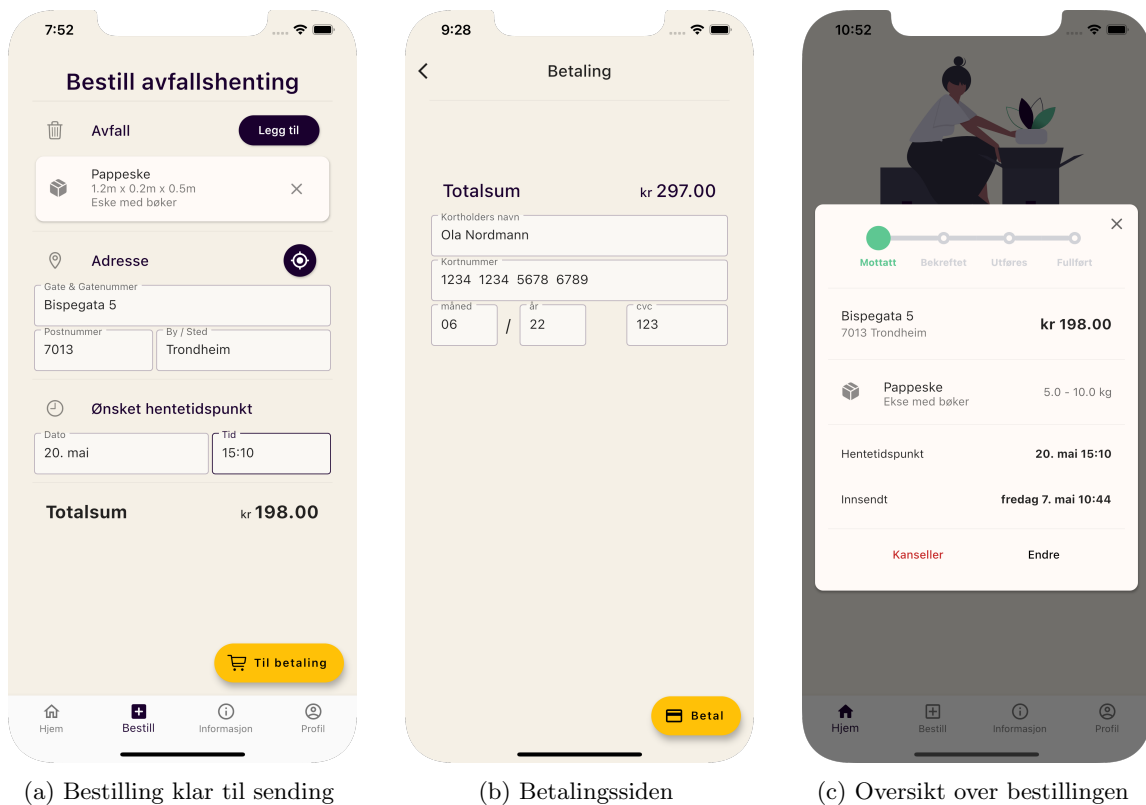 7:52
Bestill avfallshenting
Avfall
Legg til
Pappeske
1.2m x 0.2m x 0.5m
Eske med bøker
Adresse
Gate & Gatenummer
Bispegata 5
Postnummer
7013
By / Sted
Trondheim
Ønsket hentetidspunkt
Dato
20. mai
Tid
15:10
Totalsum
kr 198.00
Til betaling
Hjem
Bestill
Informasjon
Profil
(a) Bestilling klar til sending
9:28
Betaling
Totalsum
kr 297.00
Kortholders navn
Ola Nordmann
Kortnummer
1234 1234 5678 6789
måned
06
/
år
22
cvc
123
Betal
(b) Betalingssiden
10:52
Mottatt
Bekreftet
Utføres
Fullført
Bispegata 5
7013 Trondheim
kr 198.00
Pappeske
Ekse med bøker
5.0 - 10.0 kg
Hentetidspunkt
20. mai 15:10
Innsendt
fredag 7. mai 10:44
Kanseller
Endre
Hjem
Bestill
Informasjon
Profil
(c) Oversikt over bestillingen